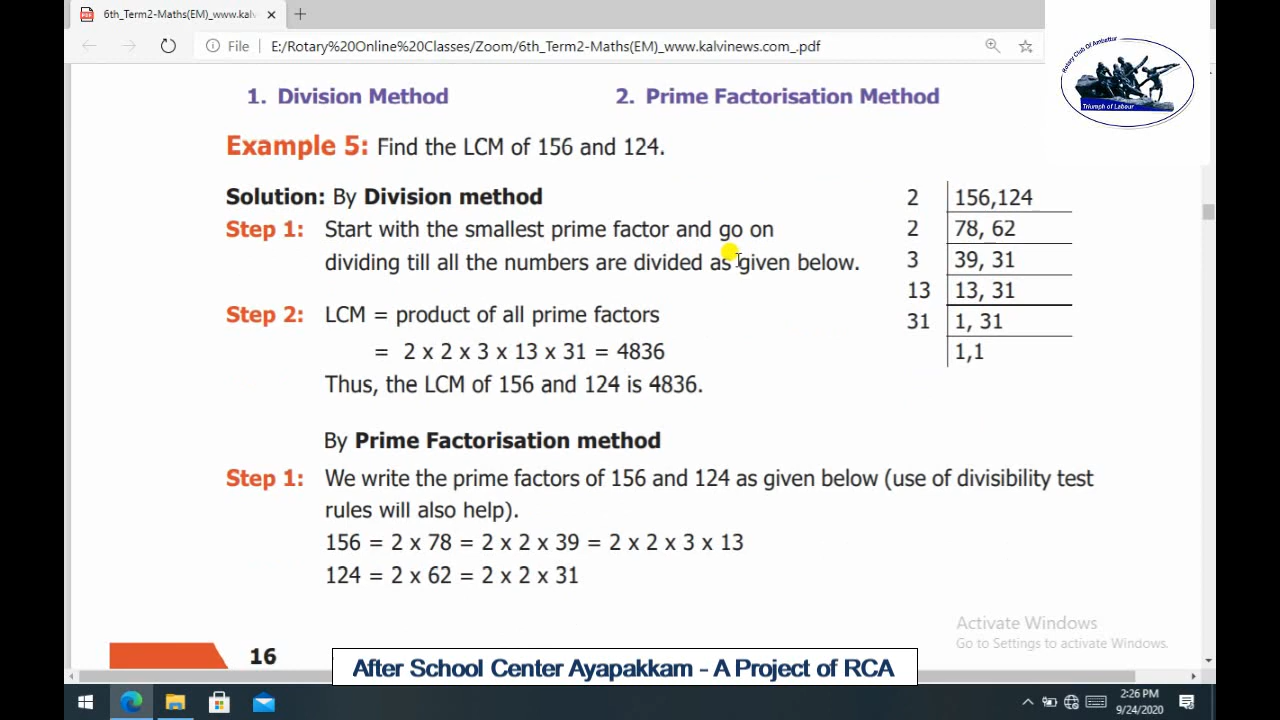 6th_Term2-Maths(EM)_www.kalv
File E:/Rotary%20Online%20Classes/Zoom/6th_Term2-Maths(EM)_www.kalvinews.com_.pdf
Rotary Club Of Ambattur
Triumph of Labour
1. Division Method 2. Prime Factorisation Method
Example 5: Find the LCM of 156 and 124.
Solution: By Division method
Step 1: Start with the smallest prime factor and go on
dividing till all the numbers are divided as given below.
2 156,124
2 78, 62
3 39, 31
13 13, 31
31 1, 31
1,1
Step 2: LCM = product of all prime factors
= 2 x 2 x 3 x 13 x 31 = 4836
Thus, the LCM of 156 and 124 is 4836.
By Prime Factorisation method
Step 1: We write the prime factors of 156 and 124 as given below (use of divisibility test
rules will also help).
156 = 2 x 78 = 2 x 2 x 39 = 2 x 2 x 3 x 13
124 = 2 x 62 = 2 x 2 x 31
Activate Windows
Go to Settings to activate Windows.
16
After School Center Ayapakkam - A Project of RCA
2:26 PM
9/24/2020